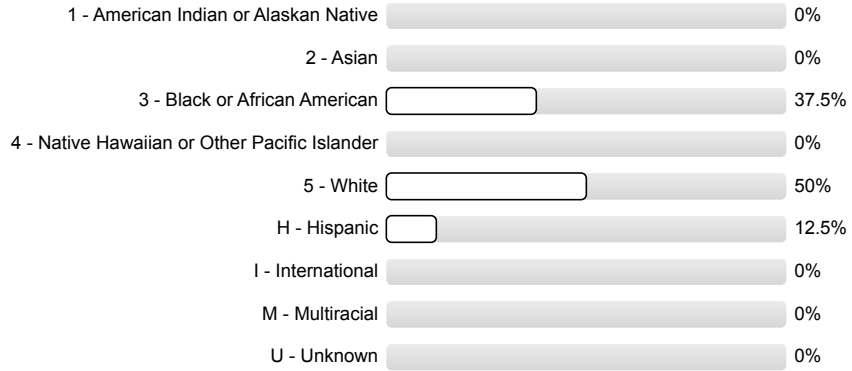 1 - American Indian or Alaskan Native 0%
2 - Asian 0%
3 - Black or African American 37.5%
4 - Native Hawaiian or Other Pacific Islander 0%
5 - White 50%
H - Hispanic 12.5%
I - International 0%
M - Multiracial 0%
U - Unknown 0%